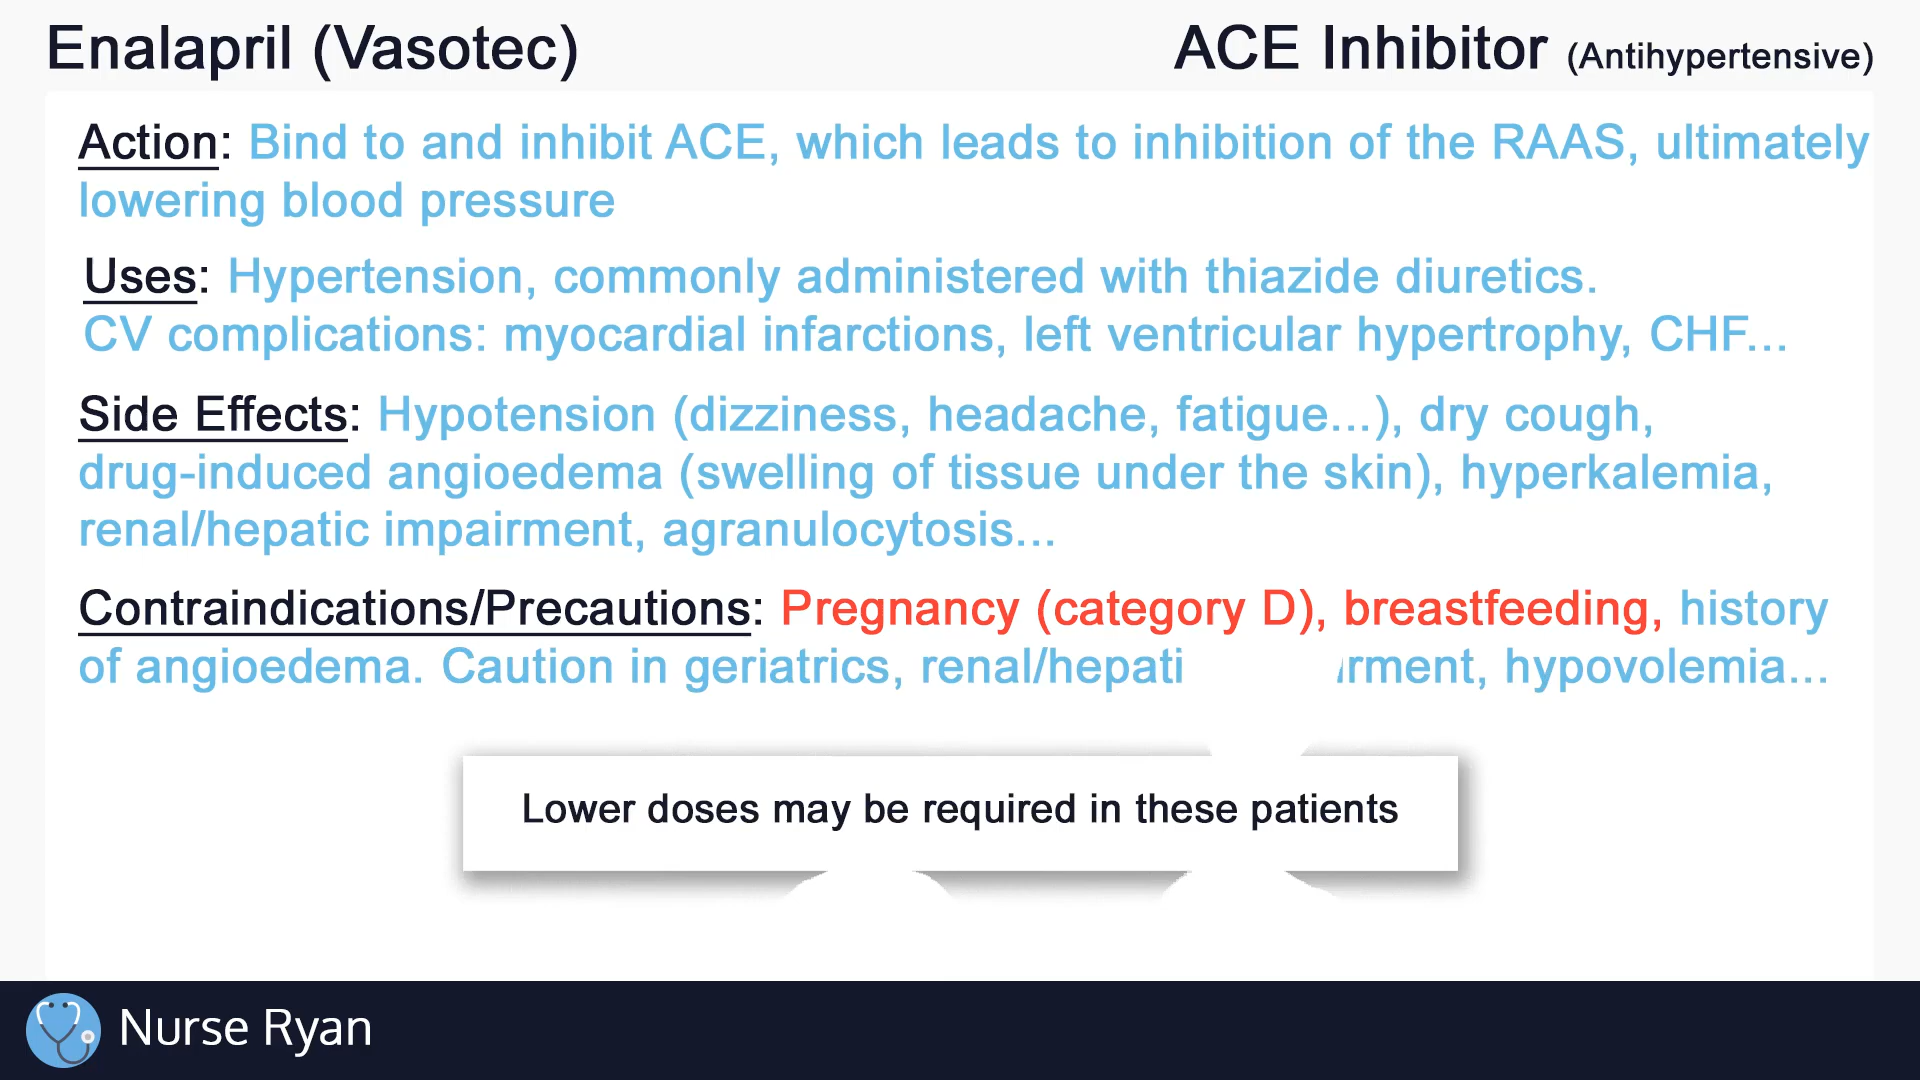 Enalapril (Vasotec)
ACE Inhibitor (Antihypertensive)
Action: Bind to and inhibit ACE, which leads to inhibition of the RAAS, ultimately
lowering blood pressure
Uses: Hypertension, commonly administered with thiazide diuretics.
CV complications: myocardial infarctions, left ventricular hypertrophy, CHF...
Side Effects: Hypotension (dizziness, headache, fatigue...), dry cough,
drug-induced angioedema (swelling of tissue under the skin), hyperkalemia,
renal/hepatic impairment, agranulocytosis...
Contraindications/Precautions: Pregnancy (category D), breastfeeding, history
of angioedema. Caution in geriatrics, renal/hepati rment, hypovolemia...
Lower doses may be required in these patients
Nurse Ryan